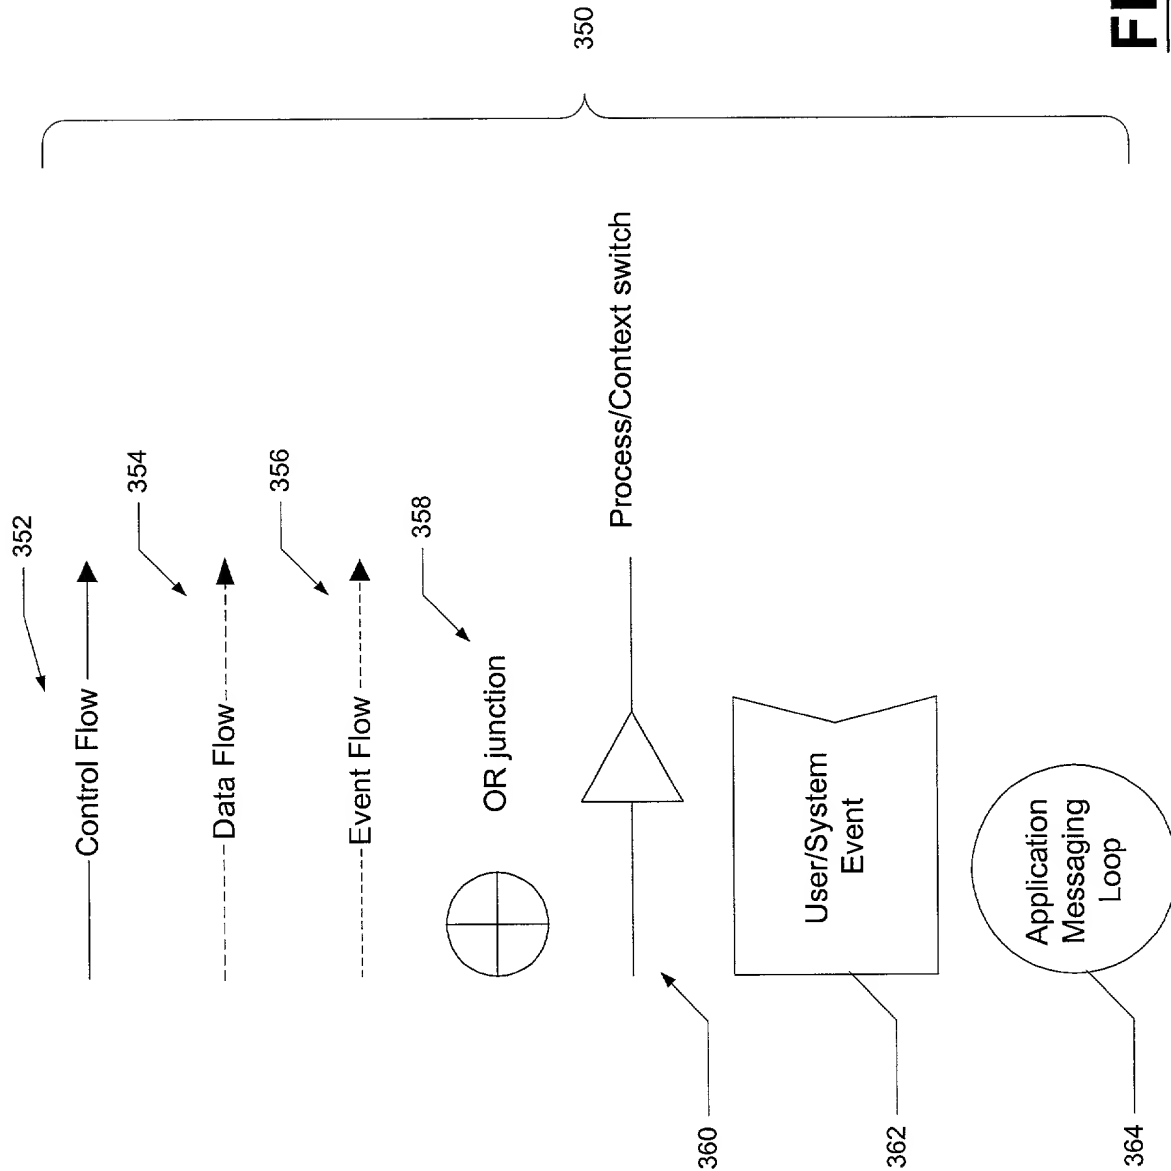 350
352
Control Flow
354
Data Flow
356
Event Flow
358
OR junction
Process/Context switch
360
User/System
Event
362
Application
Messaging
Loop
364